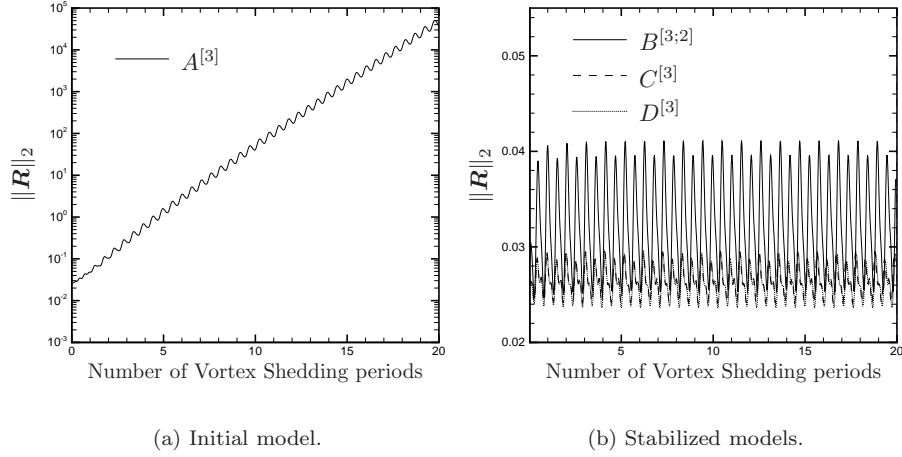 10^5
10^4
10^3
10^2
10^1
10^0
10^-1
10^-2
10^-3
‖R‖_2
A^[3]
0 5 10 15 20
Number of Vortex Shedding periods
(a) Initial model.
0.05
0.04
0.03
0.02
‖R‖_2
B^[3;2]
C^[3]
D^[3]
5 10 15 20
Number of Vortex Shedding periods
(b) Stabilized models.